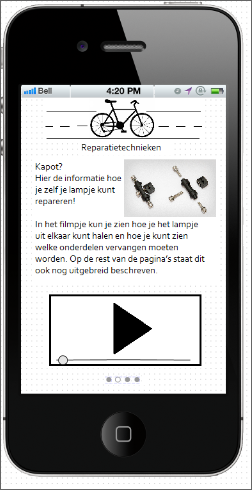 Bell 4:20 PM
Reparatietechnieken
Kapot?
Hier de informatie hoe
je zelf je lampje kunt
repareren!
In het filmpje kun je zien hoe je het lampje
uit elkaar kunt halen en hoe je kunt zien
welke onderdelen vervangen moeten
worden. Op de rest van de pagina's staat dit
ook nog uitgebreid beschreven.